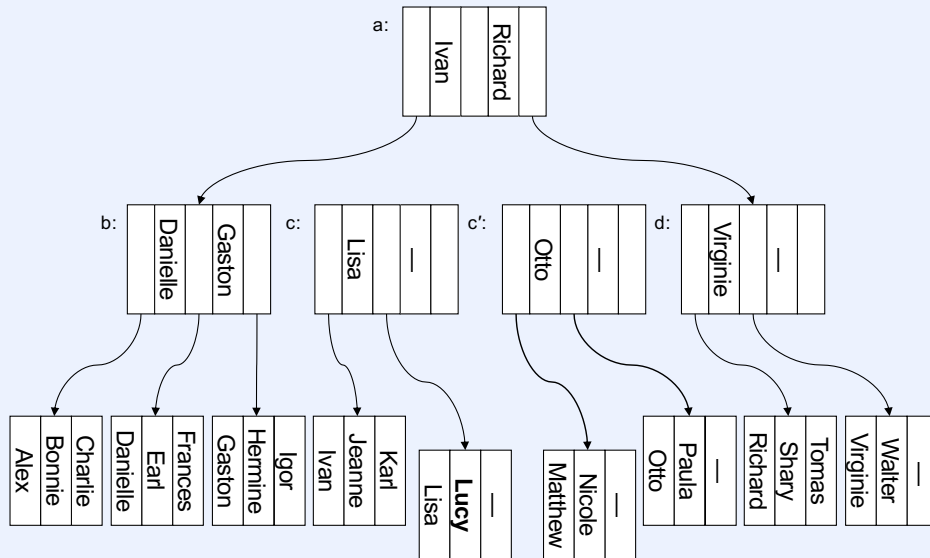 a:
Ivan
Richard
b:
Danielle
Gaston
c:
Lisa
—
c′:
Otto
—
d:
Virginie
—
Alex
Bonnie
Charlie
Danielle
Earl
Frances
Gaston
Hermine
Igor
Ivan
Jeanne
Karl
Lisa
Lucy
—
Matthew
Nicole
—
Otto
Paula
—
Richard
Shary
Tomas
Virginie
Walter
—